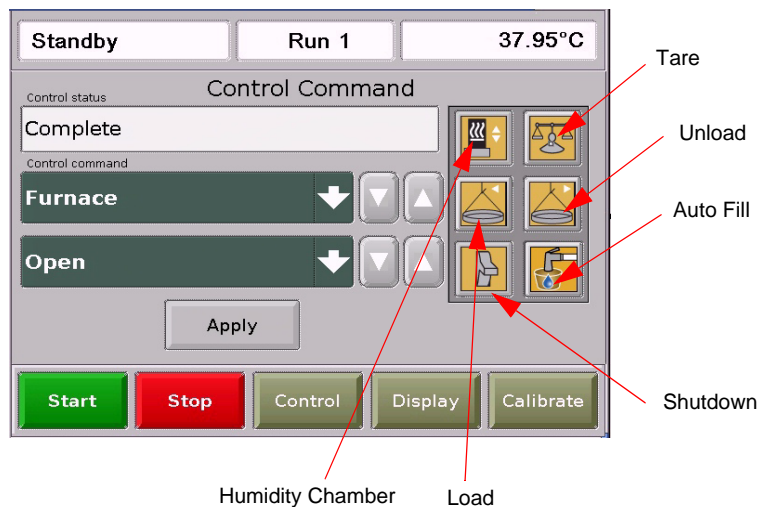 Standby
Run 1
37.95°C
Tare
Control Command
Control status
Complete
Unload
Control command
Furnace
Auto Fill
Open
Apply
Start
Stop
Control
Display
Calibrate
Shutdown
Humidity Chamber
Load